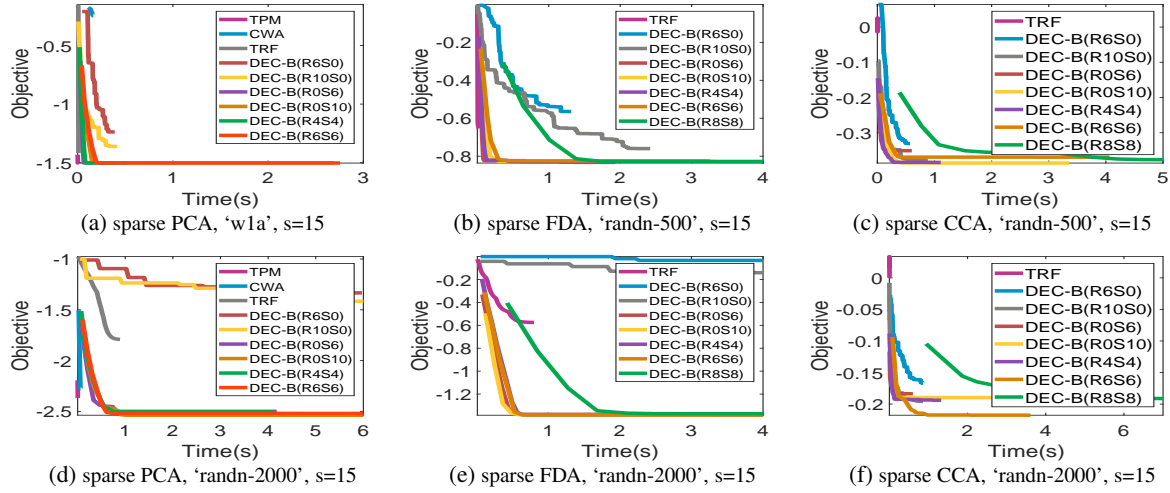 Objective
-0.5
-1
-1.5
0
1
2
3
Time(s)
TPM
CWA
TRF
DEC-B(R6S0)
DEC-B(R10S0)
DEC-B(R0S6)
DEC-B(R0S10)
DEC-B(R4S4)
DEC-B(R6S6)
(a) sparse PCA, ‘w1a’, s=15
Objective
-0.2
-0.4
-0.6
-0.8
0
1
2
3
4
Time(s)
TRF
DEC-B(R6S0)
DEC-B(R10S0)
DEC-B(R0S6)
DEC-B(R0S10)
DEC-B(R4S4)
DEC-B(R6S6)
DEC-B(R8S8)
(b) sparse FDA, ‘randn-500’, s=15
Objective
0
-0.1
-0.2
-0.3
0
1
2
3
4
5
Time(s)
TRF
DEC-B(R6S0)
DEC-B(R10S0)
DEC-B(R0S6)
DEC-B(R0S10)
DEC-B(R4S4)
DEC-B(R6S6)
DEC-B(R8S8)
(c) sparse CCA, ‘randn-500’, s=15
Objective
-1
-1.5
-2
-2.5
1
2
3
4
5
6
Time(s)
TPM
CWA
TRF
DEC-B(R6S0)
DEC-B(R10S0)
DEC-B(R0S6)
DEC-B(R0S10)
DEC-B(R4S4)
DEC-B(R6S6)
(d) sparse PCA, ‘randn-2000’, s=15
Objective
-0.2
-0.4
-0.6
-0.8
-1
-1.2
1
2
3
4
Time(s)
TRF
DEC-B(R6S0)
DEC-B(R10S0)
DEC-B(R0S6)
DEC-B(R0S10)
DEC-B(R4S4)
DEC-B(R6S6)
DEC-B(R8S8)
(e) sparse FDA, ‘randn-2000’, s=15
Objective
0
-0.05
-0.1
-0.15
-0.2
2
4
6
Time(s)
TRF
DEC-B(R6S0)
DEC-B(R10S0)
DEC-B(R0S6)
DEC-B(R0S10)
DEC-B(R4S4)
DEC-B(R6S6)
DEC-B(R8S8)
(f) sparse CCA, ‘randn-2000’, s=15